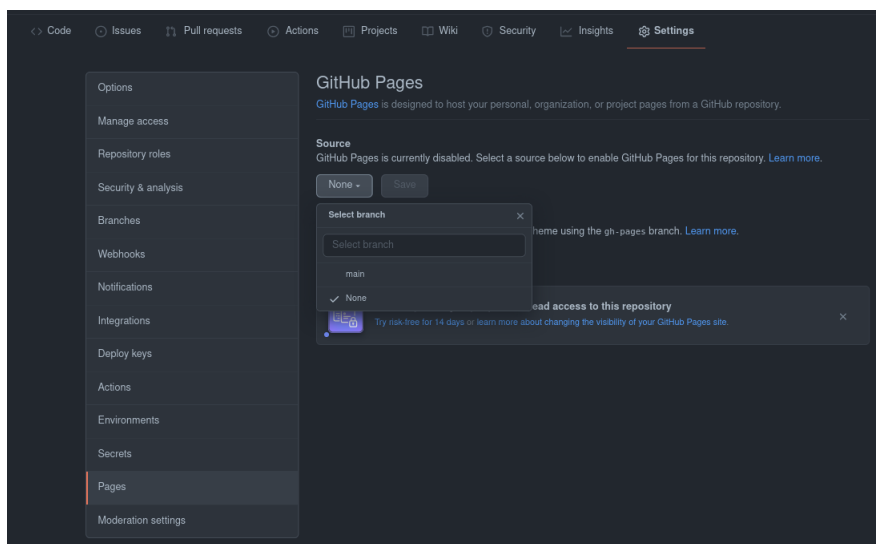 Code Issues Pull requests Actions Projects Wiki Security Insights Settings
Options
Manage access
Repository roles
Security & analysis
Branches
Webhooks
Notifications
Integrations
Deploy keys
Actions
Environments
Secrets
Pages
Moderation settings
GitHub Pages
GitHub Pages is designed to host your personal, organization, or project pages from a GitHub repository.
Source
GitHub Pages is currently disabled. Select a source below to enable GitHub Pages for this repository. Learn more.
None Save
Select branch
Select branch
main
None
heme using the gh-pages branch. Learn more.
ead access to this repository
Try risk-free for 14 days or learn more about changing the visibility of your GitHub Pages site.